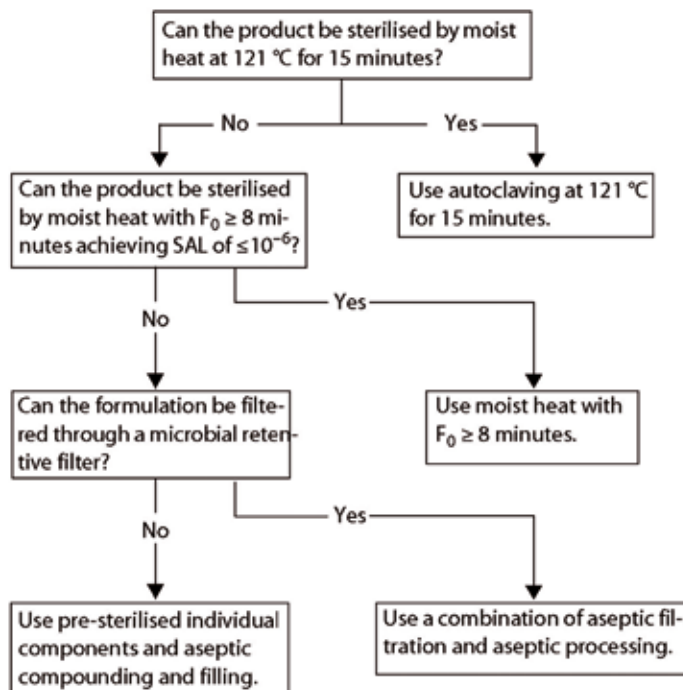 Can the product be sterilised by moist
heat at 121 °C for 15 minutes?
No
Yes
Can the product be sterilised
by moist heat with F₀ ≥ 8 mi-
nutes achieving SAL of ≤10⁻⁶?
Use autoclaving at 121 °C
for 15 minutes.
No
Yes
Can the formulation be filte-
red through a microbial reten-
tive filter?
Use moist heat with
F₀ ≥ 8 minutes.
No
Yes
Use pre-sterilised individual
components and aseptic
compounding and filling.
Use a combination of aseptic fil-
tration and aseptic processing.